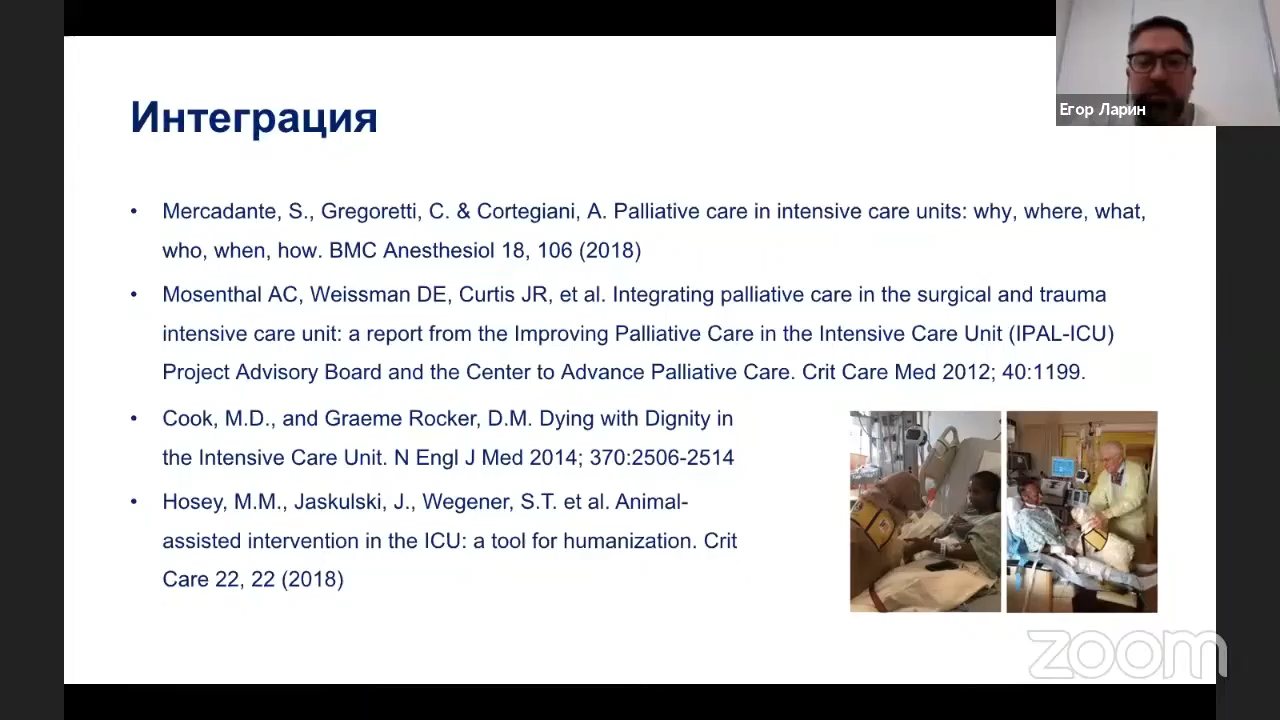 Интеграция
Егор Ларин
• Mercadante, S., Gregoretti, C. & Cortegiani, A. Palliative care in intensive care units: why, where, what,
who, when, how. BMC Anesthesiol 18, 106 (2018)
• Mosenthal AC, Weissman DE, Curtis JR, et al. Integrating palliative care in the surgical and trauma
intensive care unit: a report from the Improving Palliative Care in the Intensive Care Unit (IPAL-ICU)
Project Advisory Board and the Center to Advance Palliative Care. Crit Care Med 2012; 40:1199.
• Cook, M.D., and Graeme Rocker, D.M. Dying with Dignity in
the Intensive Care Unit. N Engl J Med 2014; 370:2506-2514
• Hosey, M.M., Jaskulski, J., Wegener, S.T. et al. Animal-
assisted intervention in the ICU: a tool for humanization. Crit
Care 22, 22 (2018)
zoom